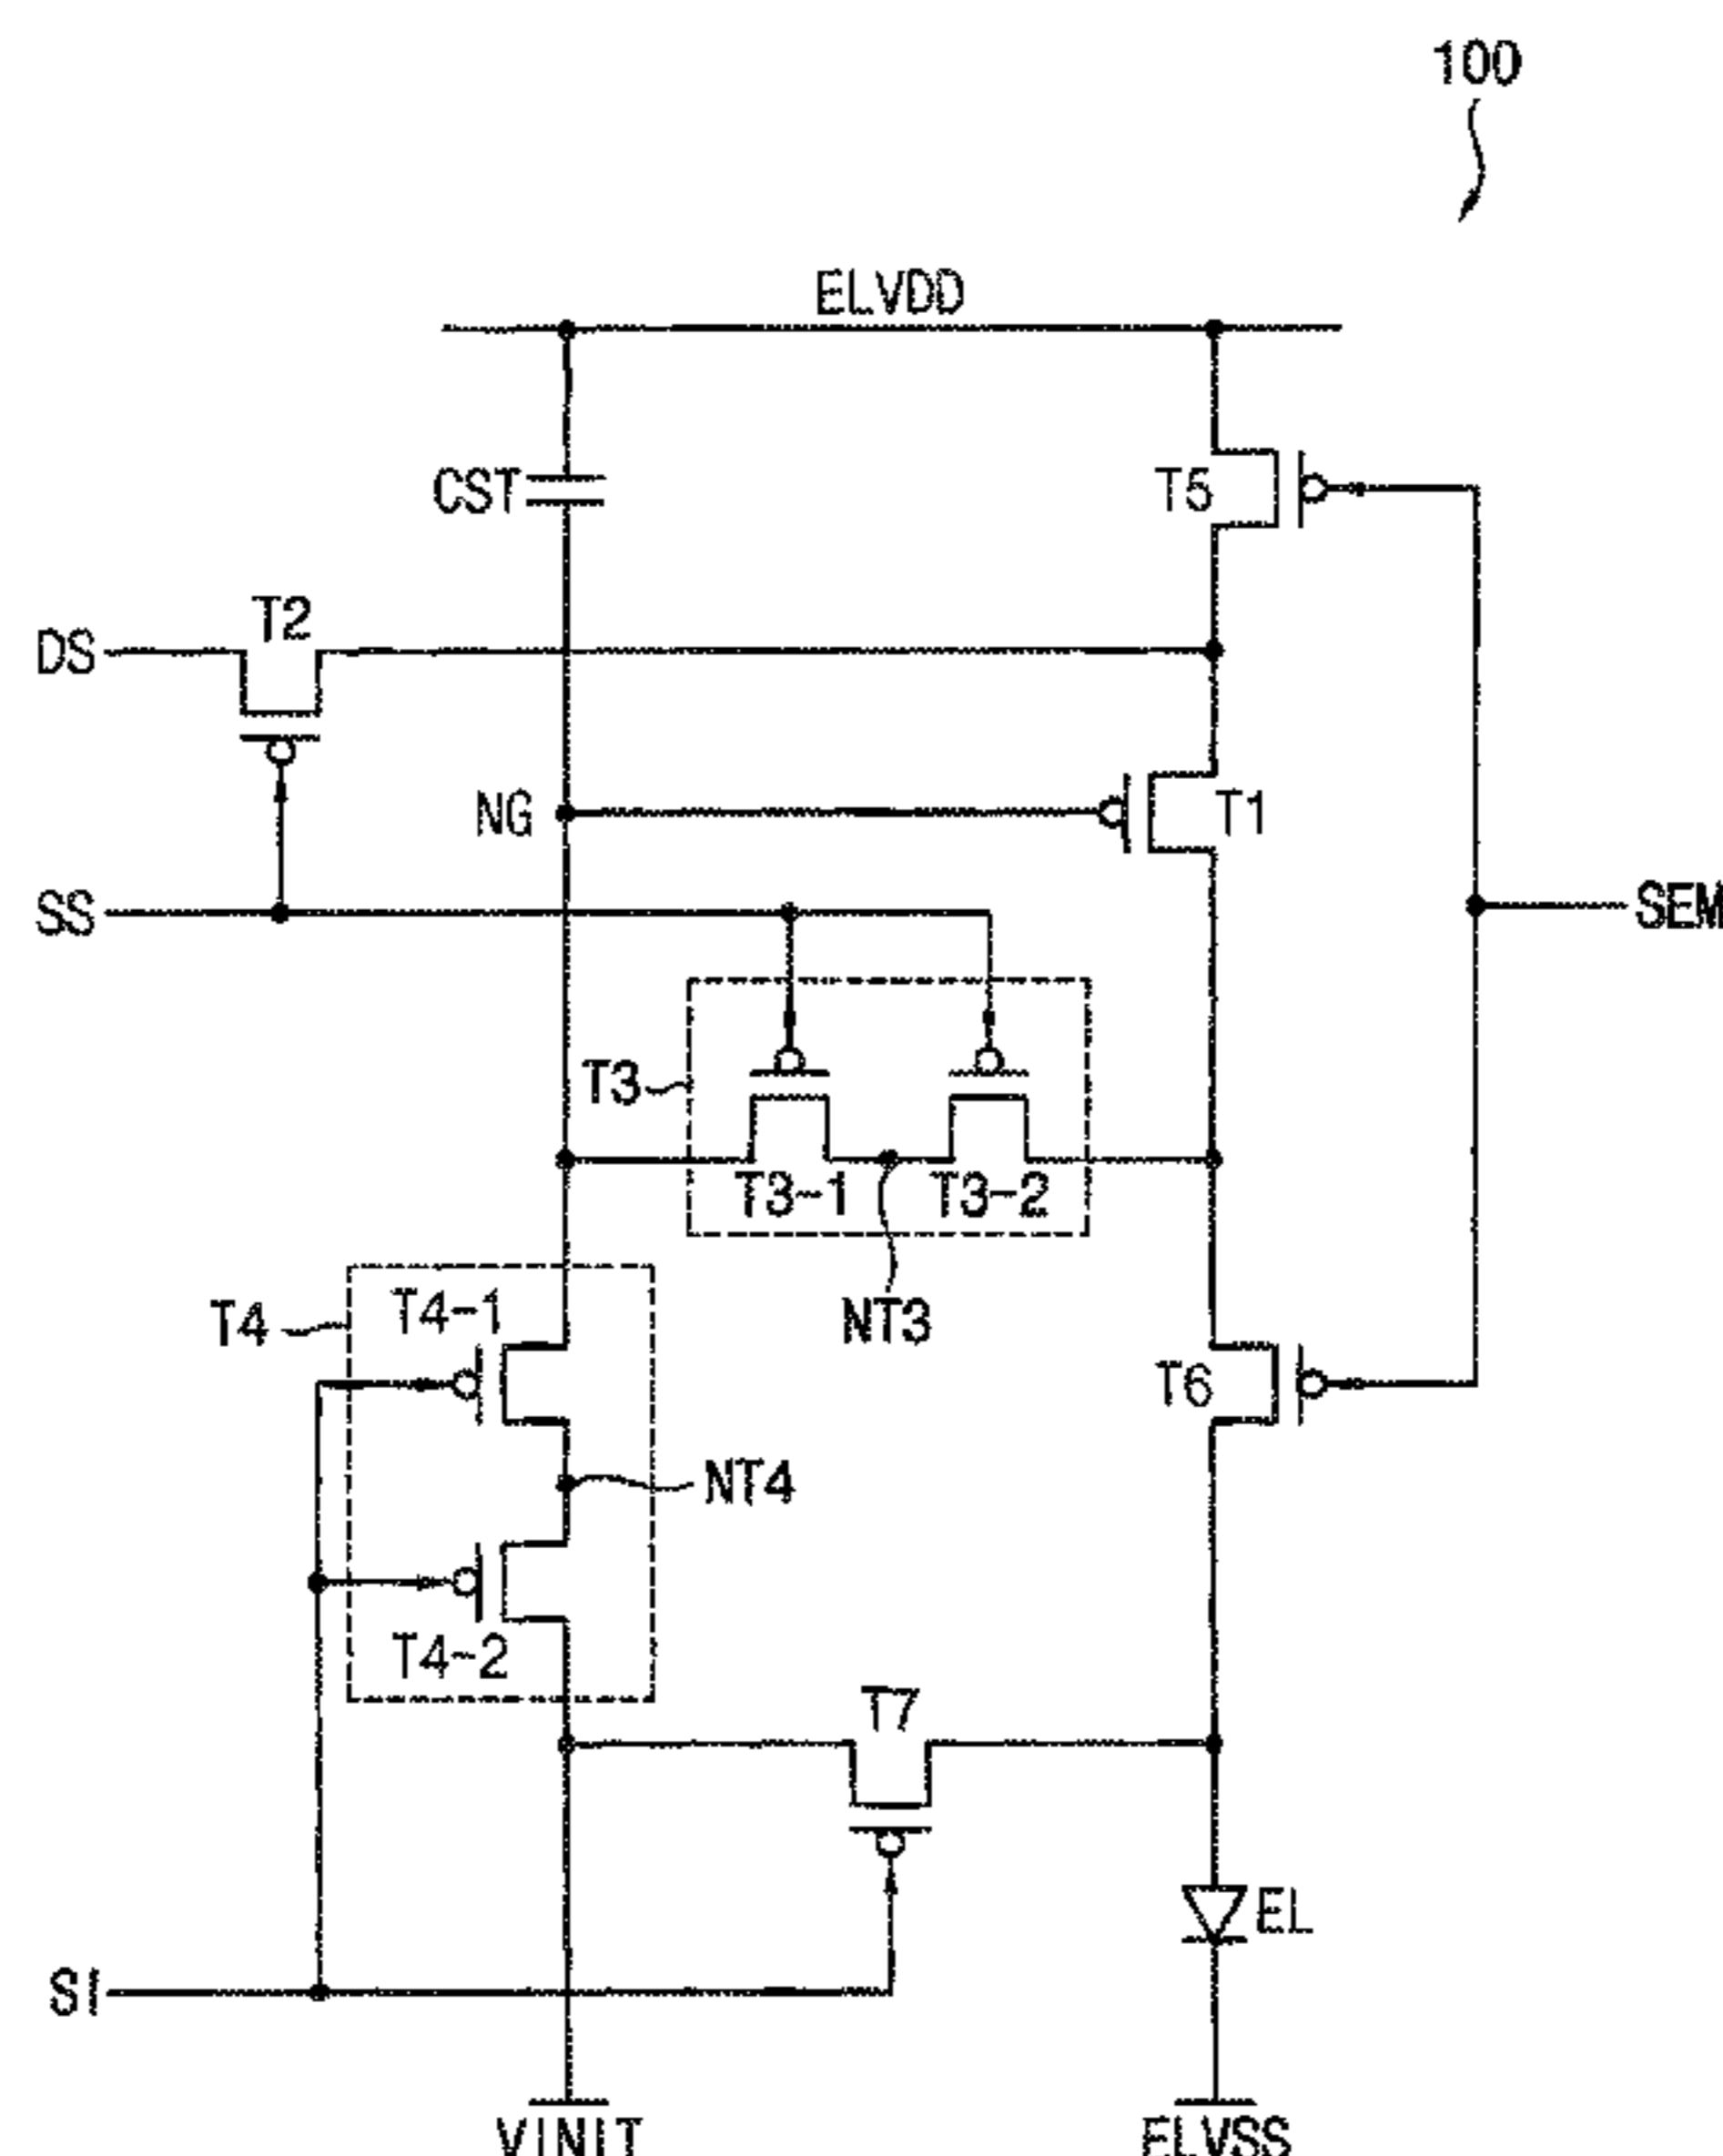 100
ELVDD
CST
T5
T2
DS
NG
T1
SS
SEM
T3
T3-1
T3-2
T4
T4-1
NT3
T6
NT4
T4-2
T7
EL
SI
VINIT
ELVSS